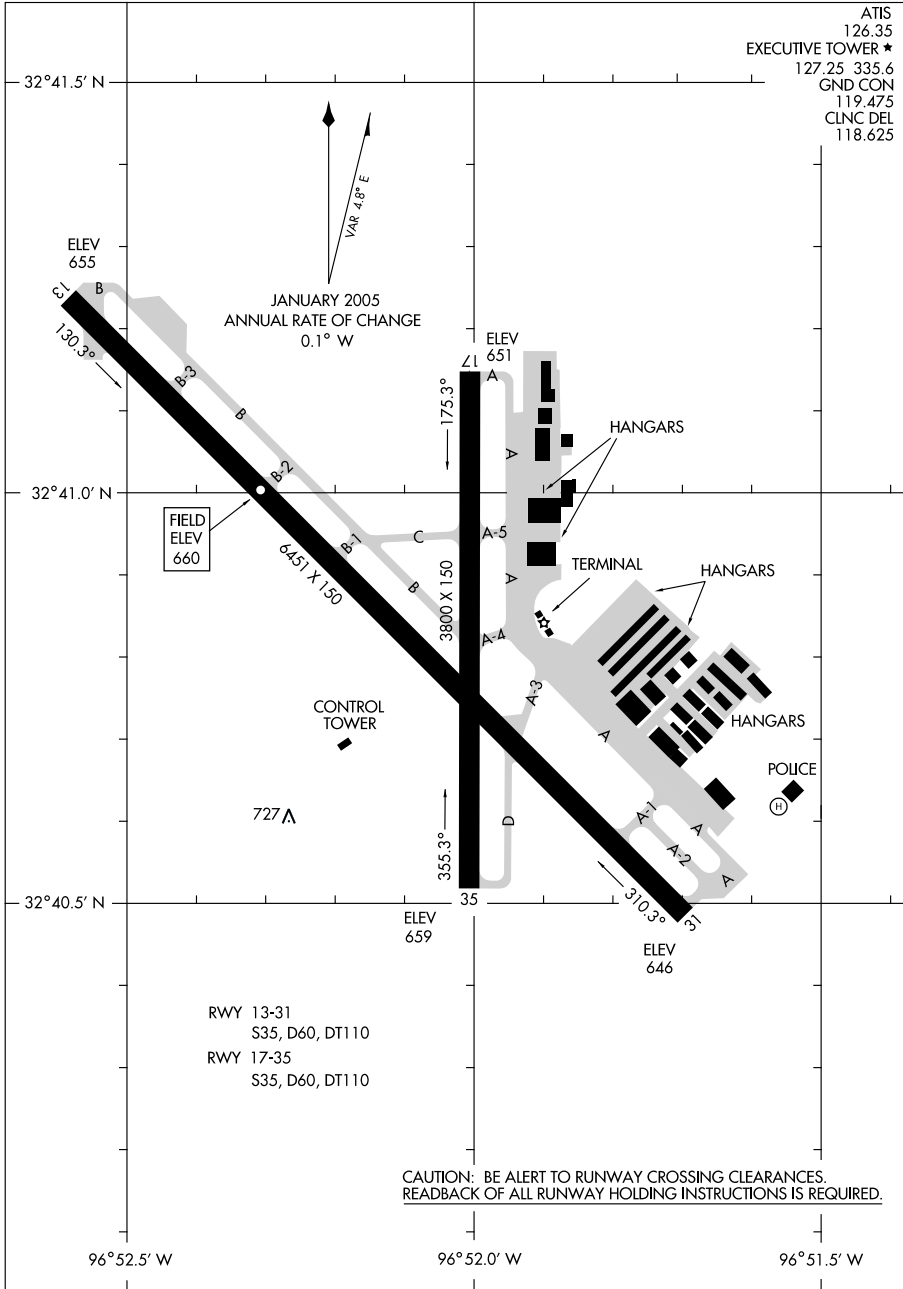 ATIS
126.35
EXECUTIVE TOWER ★
127.25 335.6
GND CON
119.475
CLNC DEL
118.625
32°41.5' N
VAR 4.8° E
JANUARY 2005
ANNUAL RATE OF CHANGE
0.1° W
ELEV
655
13
B
130.3°
B-3
B
B-2
ELEV
651
17
A
175.3°
A
HANGARS
32°41.0' N
FIELD
ELEV
660
6451 X 150
B-1
C
B
A-5
A
3800 X 150
A-4
TERMINAL
HANGARS
A-3
A
HANGARS
CONTROL
TOWER
727
POLICE
H
355.3°
D
A-1
A
A-2
A
35
310.3°
31
32°40.5' N
ELEV
659
ELEV
646
RWY 13-31
S35, D60, DT110
RWY 17-35
S35, D60, DT110
CAUTION: BE ALERT TO RUNWAY CROSSING CLEARANCES.
READBACK OF ALL RUNWAY HOLDING INSTRUCTIONS IS REQUIRED.
96°52.5' W
96°52.0' W
96°51.5' W